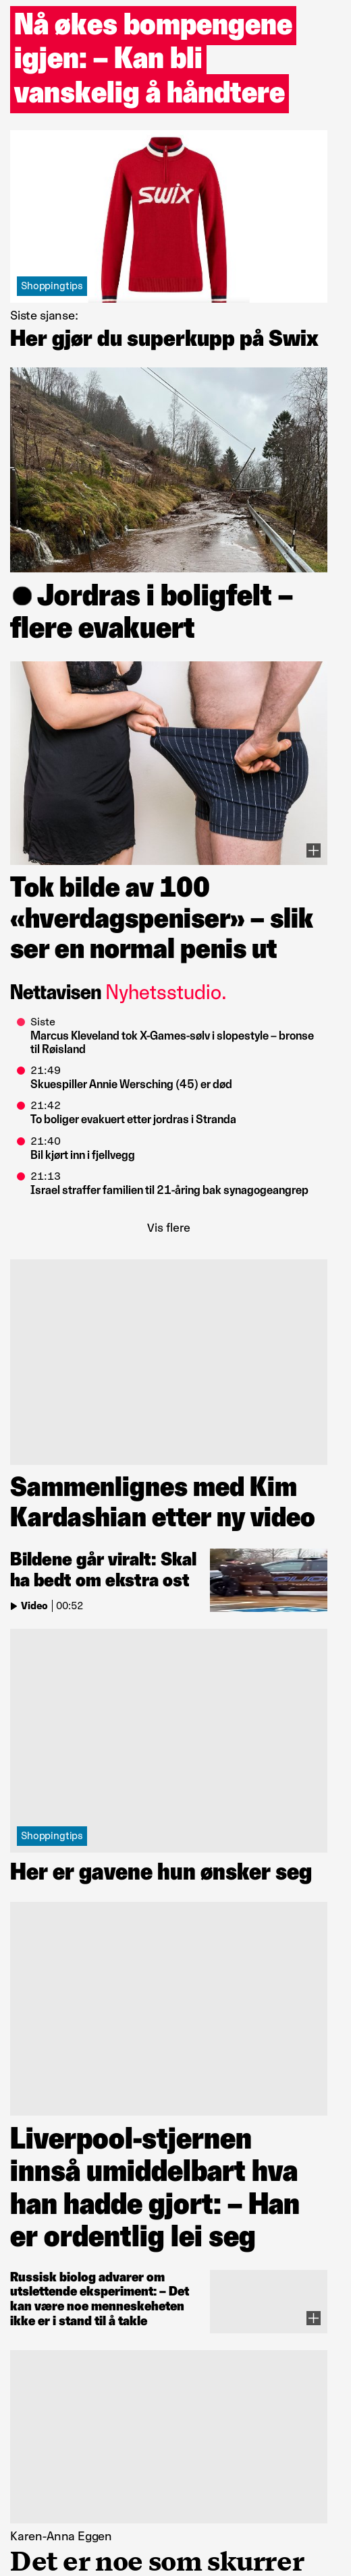 Nå økes bompengene
igjen: – Kan bli
vanskelig å håndtere
SWIX
Shoppingtips
Siste sjanse:
Her gjør du superkupp på Swix
Jordras i boligfelt –
flere evakuert
Tok bilde av 100
«hverdagspeniser» – slik
ser en normal penis ut
Nettavisen Nyhetsstudio.
Siste
Marcus Kleveland tok X-Games-sølv i slopestyle – bronse
til Røisland
21:49
Skuespiller Annie Wersching (45) er død
21:42
To boliger evakuert etter jordras i Stranda
21:40
Bil kjørt inn i fjellvegg
21:13
Israel straffer familien til 21-åring bak synagogeangrep
Vis flere
Sammenlignes med Kim
Kardashian etter ny video
Bildene går viralt: Skal
ha bedt om ekstra ost
Video | 00:52
Shoppingtips
Her er gavene hun ønsker seg
Liverpool-stjernen
innså umiddelbart hva
han hadde gjort: – Han
er ordentlig lei seg
Russisk biolog advarer om
utslettende eksperiment: – Det
kan være noe menneskeheten
ikke er i stand til å takle
Karen-Anna Eggen
Det er noe som skurrer